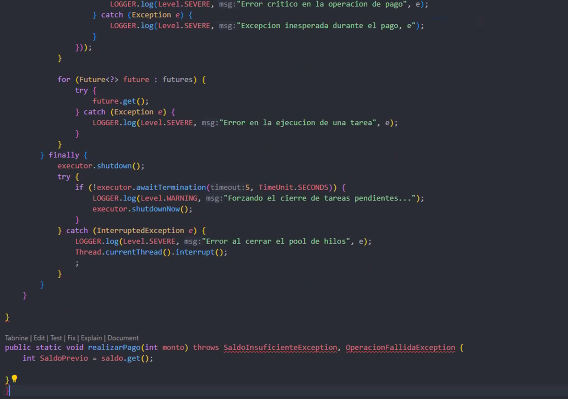 LOGGER.log(Level.SEVERE, msg:"Error critico en la operacion de pago", e);
} catch (Exception e) {
LOGGER.log(Level.SEVERE, msg:"Excepcion inesperada durante el pago, e");
}
}));
}
for (Future<?> future : futures) {
try {
future.get();
} catch (Exception e) {
LOGGER.log(Level.SEVERE, msg:"Error en la ejecucion de una tarea", e);
}
}
} finally {
executor.shutdown();
try {
if (!executor.awaitTermination(timeout:5, TimeUnit.SECONDS)) {
LOGGER.log(Level.WARNING, msg:"Forzando el cierre de tareas pendientes...");
executor.shutdownNow();
}
} catch (InterruptedException e) {
LOGGER.log(Level.SEVERE, msg:"Error al cerrar el pool de hilos", e);
Thread.currentThread().interrupt();
;
}
}
}
}
Tabnine | Edit | Test | Fix | Explain | Document
public static void realizarPago(int monto) throws SaldoInsuficienteException, OperacionFallidaException {
int SaldoPrevio = saldo.get();
}
}